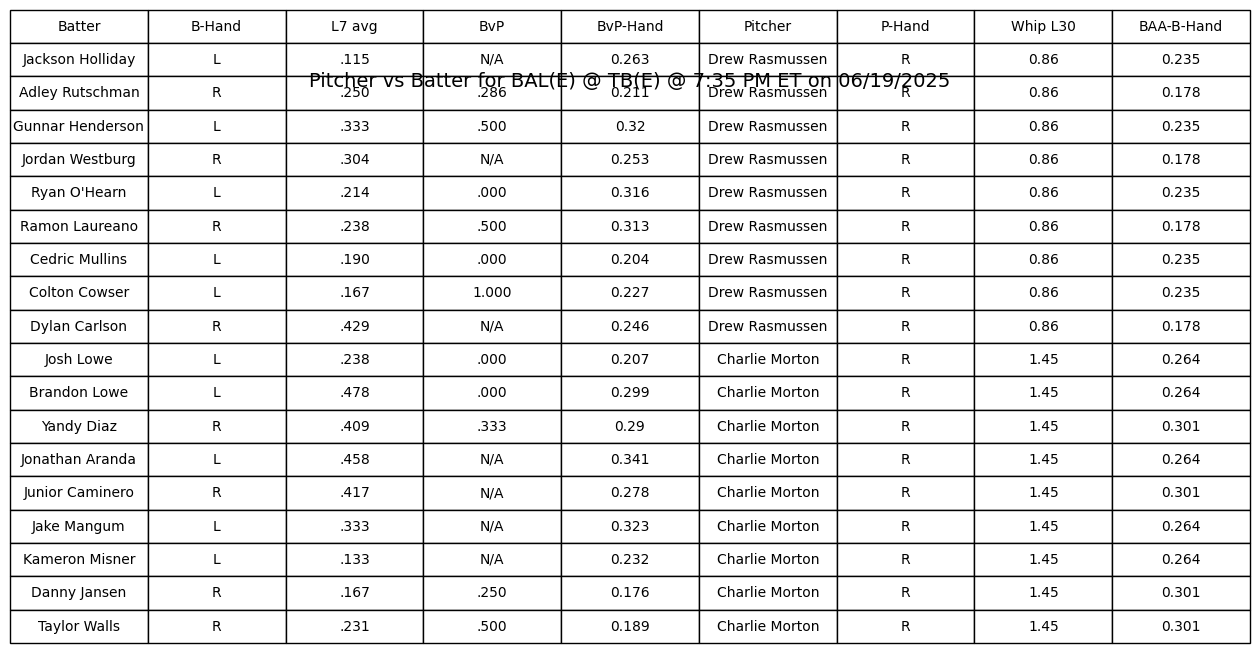 Batter B-Hand L7 avg BvP BvP-Hand Pitcher P-Hand Whip L30 BAA-B-Hand
Jackson Holliday L .115 N/A 0.263 Drew Rasmussen R 0.86 0.235
Pitcher vs Batter for BAL(E) @ TB(E) @ 7:35 PM ET on 06/19/2025
Adley Rutschman R .250 .286 0.211 Drew Rasmussen R 0.86 0.178
Gunnar Henderson L .333 .500 0.32 Drew Rasmussen R 0.86 0.235
Jordan Westburg R .304 N/A 0.253 Drew Rasmussen R 0.86 0.178
Ryan O'Hearn L .214 .000 0.316 Drew Rasmussen R 0.86 0.235
Ramon Laureano R .238 .500 0.313 Drew Rasmussen R 0.86 0.178
Cedric Mullins L .190 .000 0.204 Drew Rasmussen R 0.86 0.235
Colton Cowser L .167 1.000 0.227 Drew Rasmussen R 0.86 0.235
Dylan Carlson R .429 N/A 0.246 Drew Rasmussen R 0.86 0.178
Josh Lowe L .238 .000 0.207 Charlie Morton R 1.45 0.264
Brandon Lowe L .478 .000 0.299 Charlie Morton R 1.45 0.264
Yandy Diaz R .409 .333 0.29 Charlie Morton R 1.45 0.301
Jonathan Aranda L .458 N/A 0.341 Charlie Morton R 1.45 0.264
Junior Caminero R .417 N/A 0.278 Charlie Morton R 1.45 0.301
Jake Mangum L .333 N/A 0.323 Charlie Morton R 1.45 0.264
Kameron Misner L .133 N/A 0.232 Charlie Morton R 1.45 0.264
Danny Jansen R .167 .250 0.176 Charlie Morton R 1.45 0.301
Taylor Walls R .231 .500 0.189 Charlie Morton R 1.45 0.301